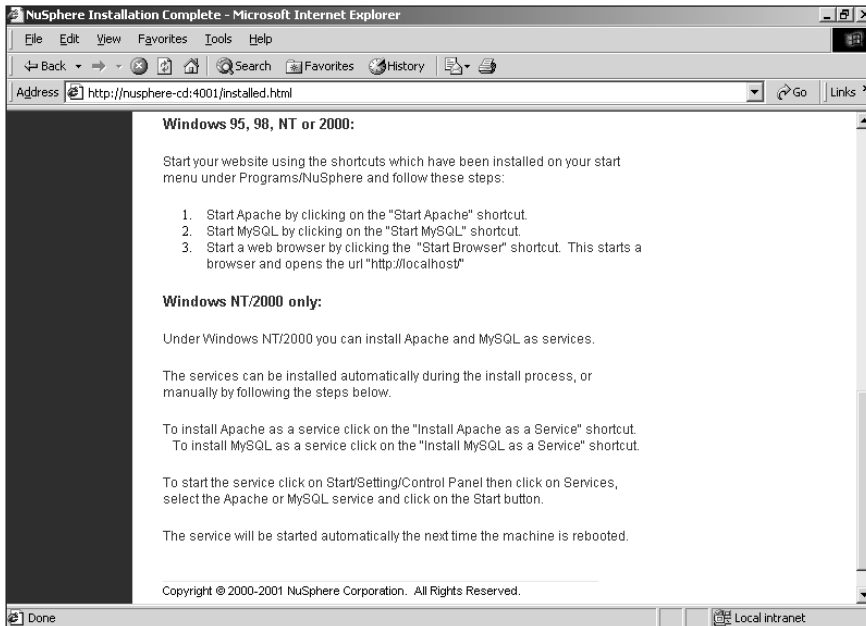 NuSphere Installation Complete - Microsoft Internet Explorer
File Edit View Favorites Tools Help
Back Search Favorites History
Address http://nusphere-cd:4001/installed.html Go Links
Windows 95, 98, NT or 2000:
Start your website using the shortcuts which have been installed on your start
menu under Programs/NuSphere and follow these steps:
1. Start Apache by clicking on the "Start Apache" shortcut.
2. Start MySQL by clicking on the "Start MySQL" shortcut.
3. Start a web browser by clicking the "Start Browser" shortcut. This starts a
browser and opens the url "http://localhost/"
Windows NT/2000 only:
Under Windows NT/2000 you can install Apache and MySQL as services.
The services can be installed automatically during the install process, or
manually by following the steps below.
To install Apache as a service click on the "Install Apache as a Service" shortcut.
To install MySQL as a service click on the "Install MySQL as a Service" shortcut.
To start the service click on Start/Setting/Control Panel then click on Services,
select the Apache or MySQL service and click on the Start button.
The service will be started automatically the next time the machine is rebooted.
Copyright © 2000-2001 NuSphere Corporation. All Rights Reserved.
Done Local intranet